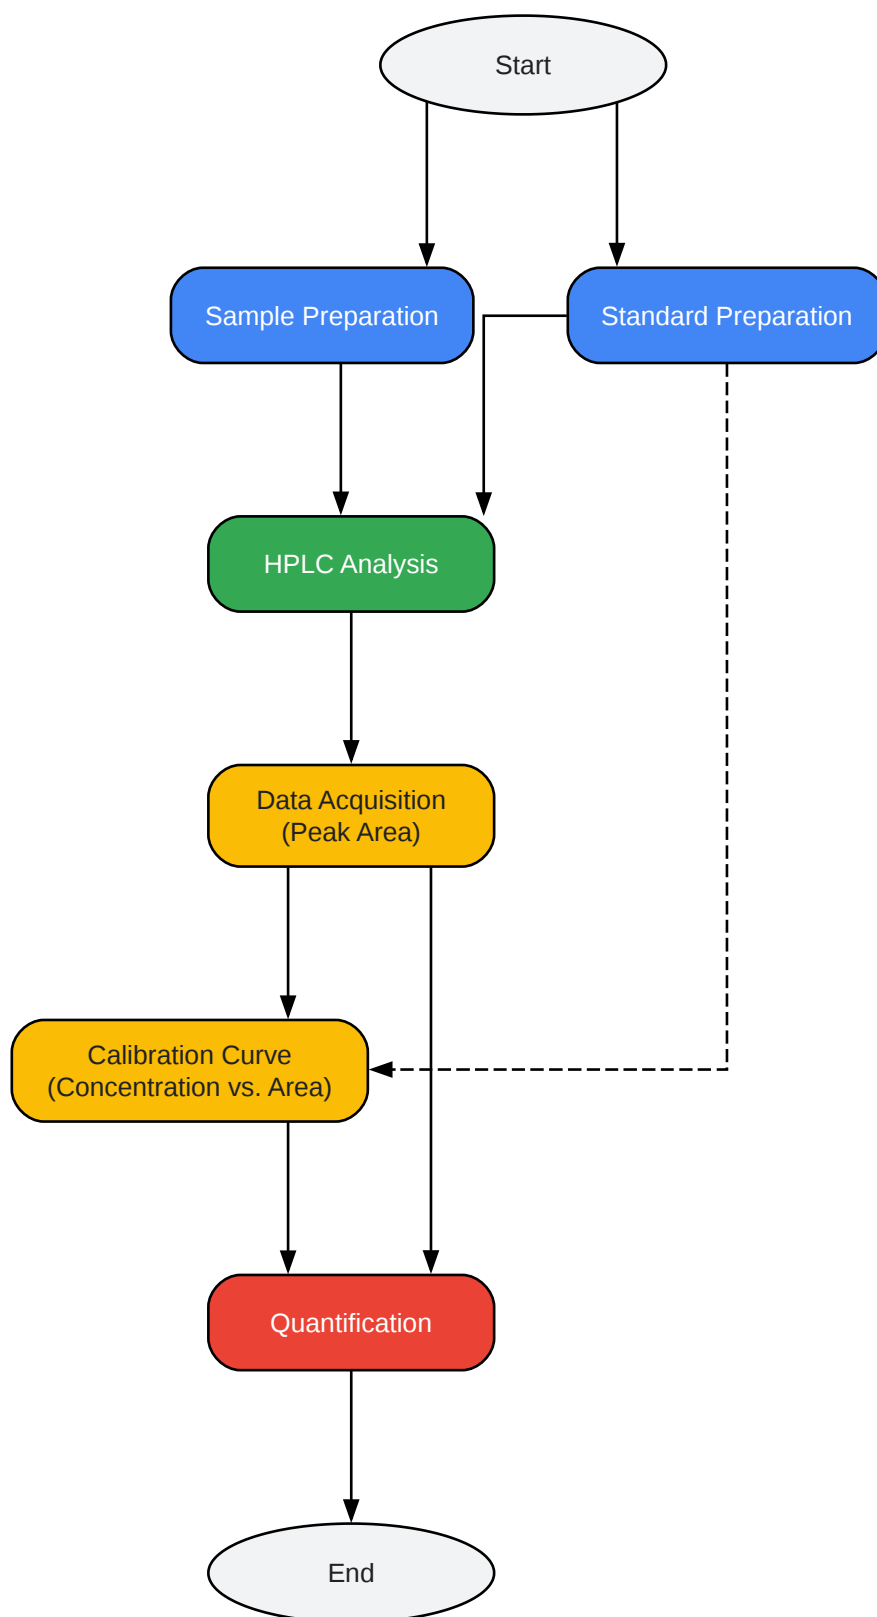 Start
Sample Preparation
Standard Preparation
HPLC Analysis
Data Acquisition
(Peak Area)
Calibration Curve
(Concentration vs. Area)
Quantification
End